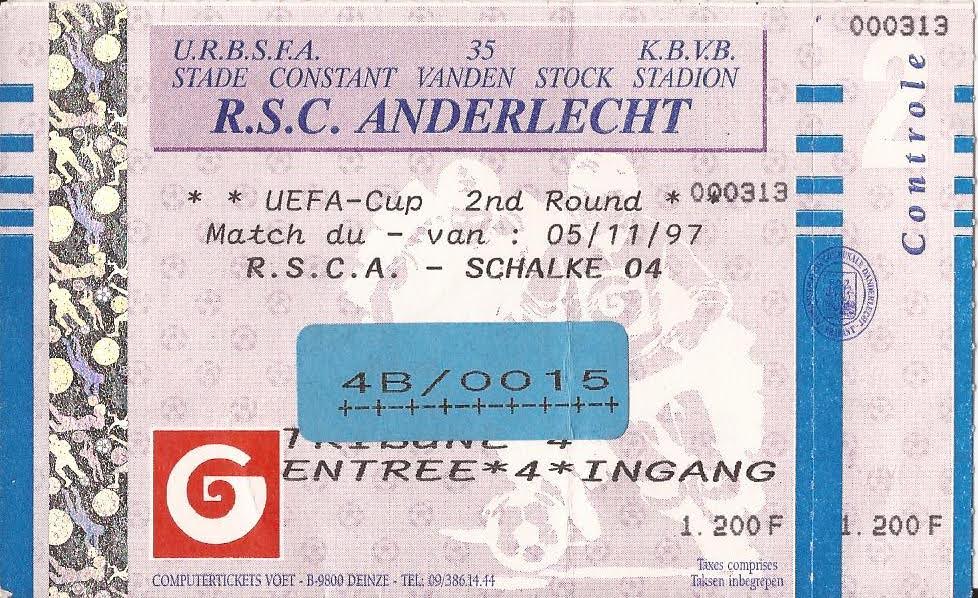 U.R.B.S.F.A. 35 K.B.V.B.
STADE CONSTANT VANDEN STOCK STADION
R.S.C. ANDERLECHT
* * UEFA-Cup 2nd Round * *
000313
Match du - van : 05/11/97
R.S.C.A. - SCHALKE 04
4B/0015
TRIBUNE 4
ENTREE*4*INGANG
G
1.200 F
COMPUTERTICKETS VOET - B-9800 DEINZE - TEL: 09/386.14.44
Taxes comprises
Taksen inbegrepen
000313
2
Controle
1.200 F